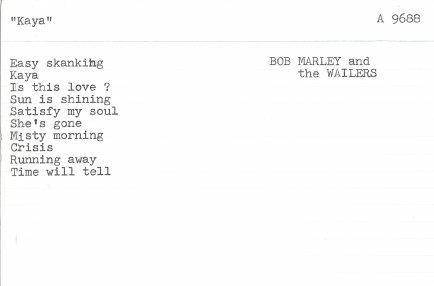 "Kaya"
A 9688
Easy skanking
Kaya
Is this love ?
Sun is shining
Satisfy my soul
She's gone
Misty morning
Crisis
Running away
Time will tell
BOB MARLEY and
the WAILERS